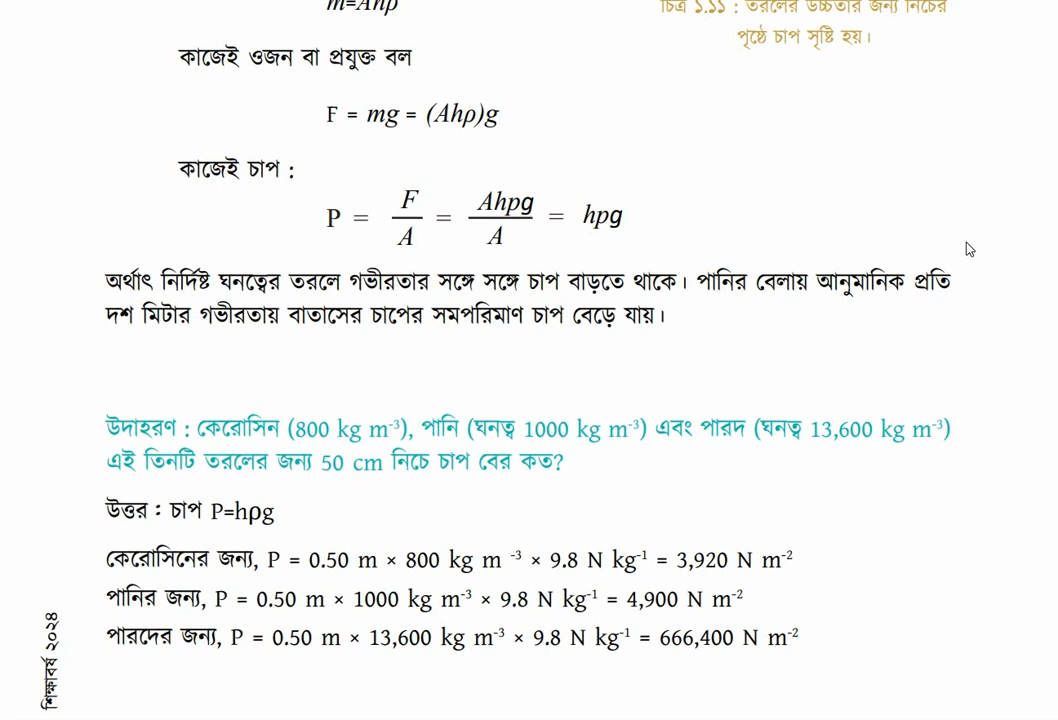 m=Ahρ
চিত্র ১.১১ : তরলের উচ্চতার জন্য নিচের
পৃষ্ঠে চাপ সৃষ্টি হয়।
কাজেই ওজন বা প্রযুক্ত বল
F = mg = (Ahρ)g
কাজেই চাপ :
P = F/A = Ahpg/A = hpg
অর্থাৎ নির্দিষ্ট ঘনত্বের তরলে গভীরতার সঙ্গে সঙ্গে চাপ বাড়তে থাকে। পানির বেলায় আনুমানিক প্রতি
দশ মিটার গভীরতায় বাতাসের চাপের সমপরিমাণ চাপ বেড়ে যায়।
উদাহরণ : কেরোসিন (800 kg m⁻³), পানি (ঘনত্ব 1000 kg m⁻³) এবং পারদ (ঘনত্ব 13,600 kg m⁻³)
এই তিনটি তরলের জন্য 50 cm নিচে চাপ বের কত?
উত্তর : চাপ P=hρg
কেরোসিনের জন্য, P = 0.50 m × 800 kg m ⁻³ × 9.8 N kg⁻¹ = 3,920 N m⁻²
পানির জন্য, P = 0.50 m × 1000 kg m⁻³ × 9.8 N kg⁻¹ = 4,900 N m⁻²
পারদের জন্য, P = 0.50 m × 13,600 kg m⁻³ × 9.8 N kg⁻¹ = 666,400 N m⁻²
শিক্ষাবর্ষ ২০২৪